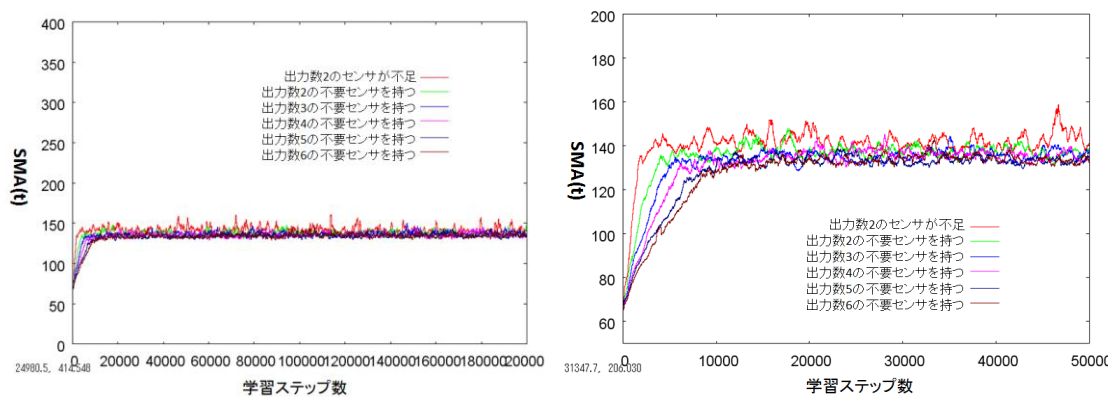 400
350
300
250
200
150
100
50
0
SMA(t)
出力数2のセンサが不足
出力数2の不要センサを持つ
出力数3の不要センサを持つ
出力数4の不要センサを持つ
出力数5の不要センサを持つ
出力数6の不要センサを持つ
0 20000 40000 60000 80000 100000 120000 140000 160000 180000 200000
24980.5, 414.548
学習ステップ数
200
180
160
140
120
100
80
60
SMA(t)
出力数2のセンサが不足
出力数2の不要センサを持つ
出力数3の不要センサを持つ
出力数4の不要センサを持つ
出力数5の不要センサを持つ
出力数6の不要センサを持つ
0 10000 20000 30000 40000 50000
31347.7, 206.030
学習ステップ数